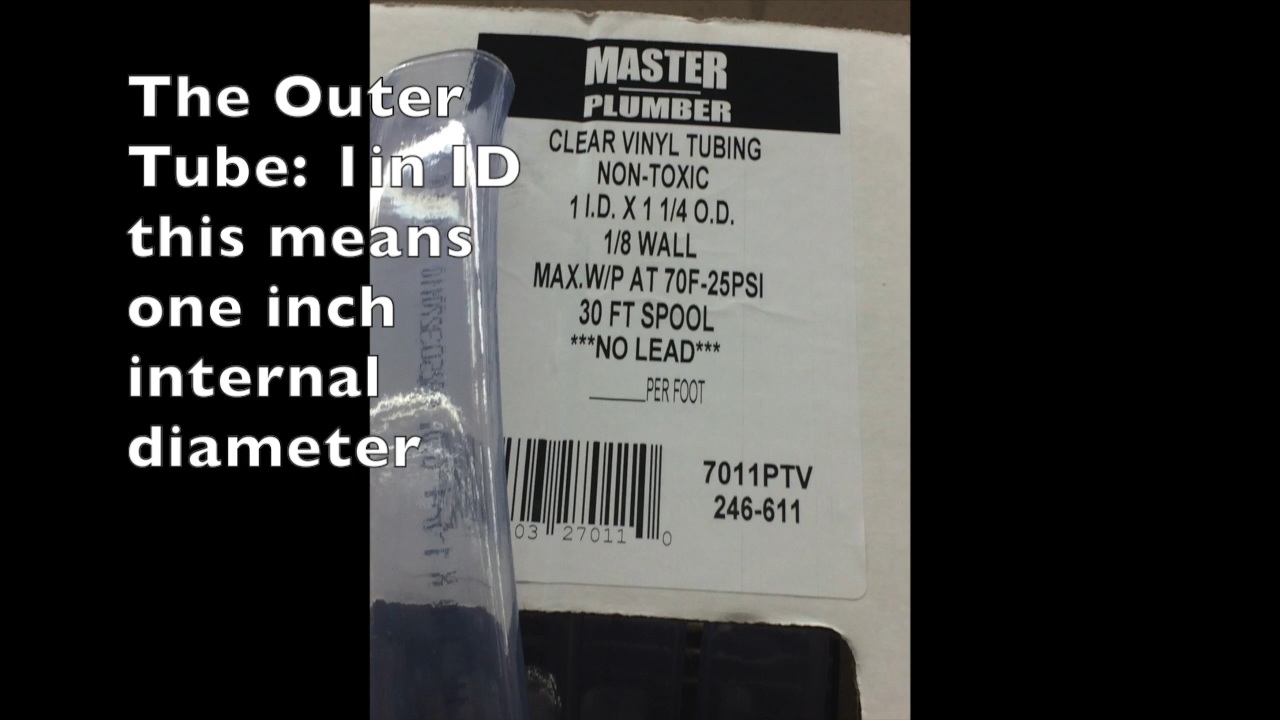 The Outer
Tube: 1in ID
this means
one inch
internal
diameter
MASTER
PLUMBER
CLEAR VINYL TUBING
NON-TOXIC
1 I.D. X 1 1/4 O.D.
1/8 WALL
MAX.W/P AT 70F-25PSI
30 FT SPOOL
***NO LEAD***
______PER FOOT
03 27011 0
7011PTV
246-611